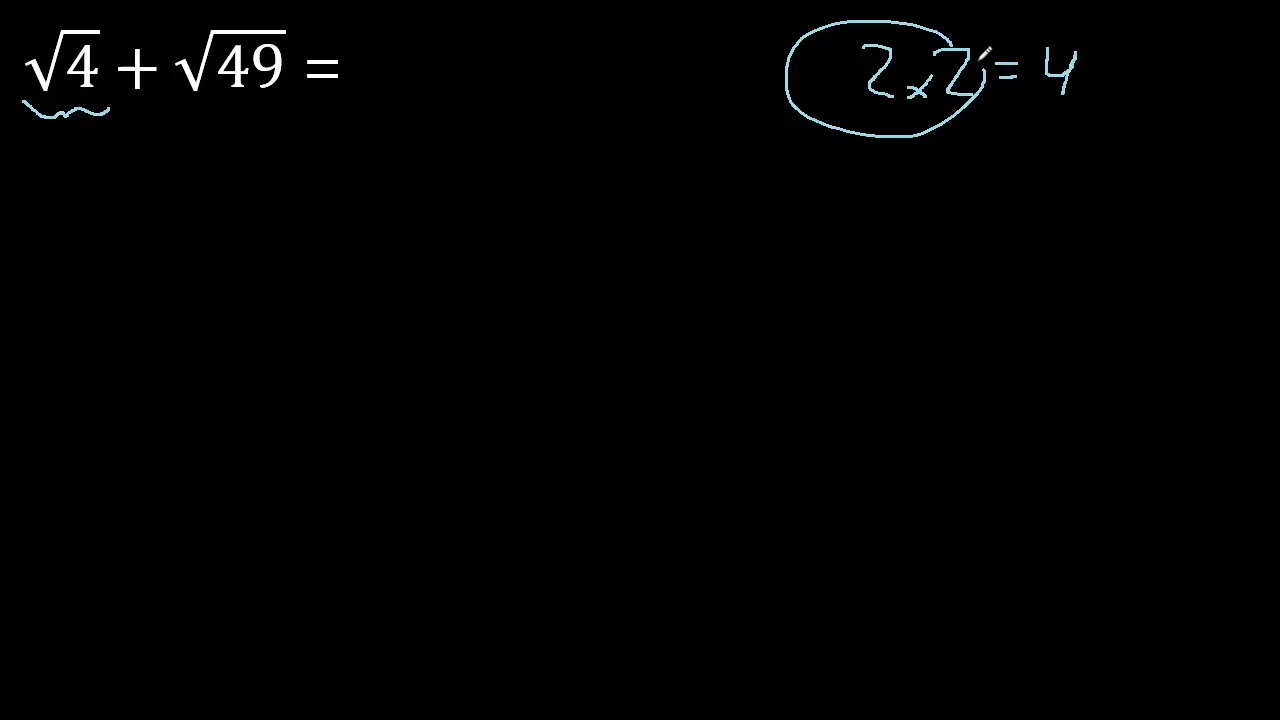 √4 + √49 =
2 × 2 = 4